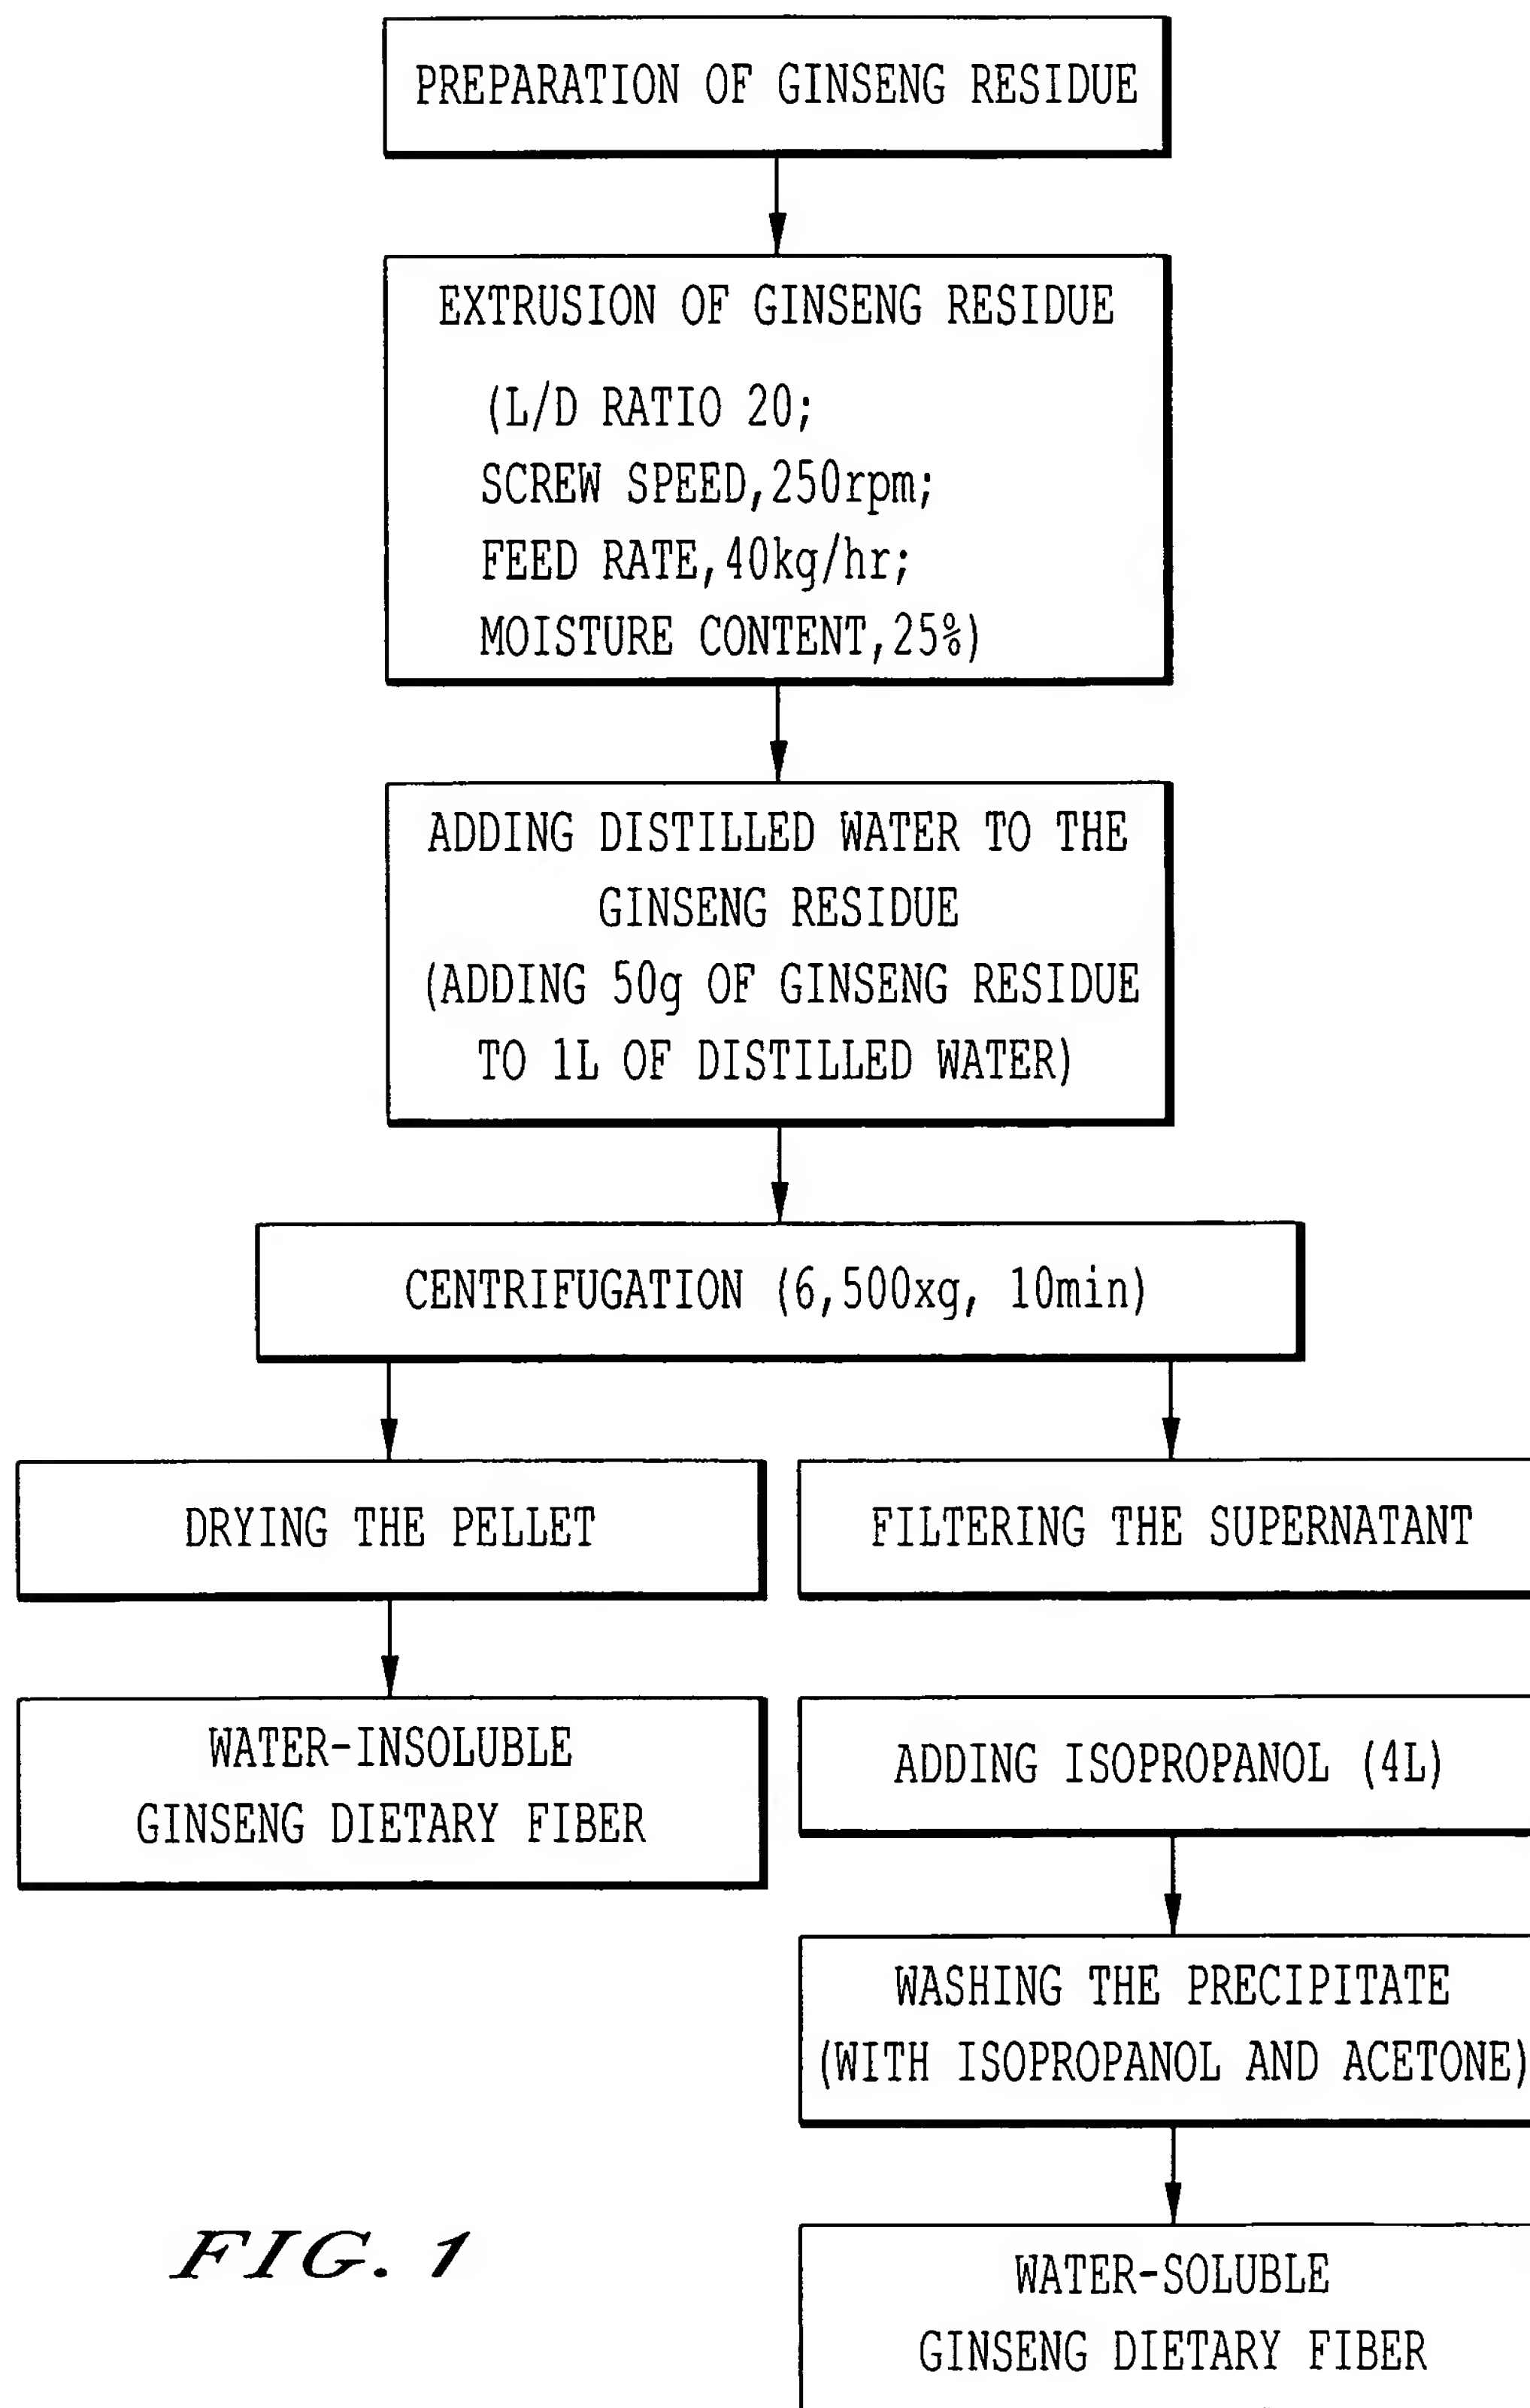 PREPARATION OF GINSENG RESIDUE
EXTRUSION OF GINSENG RESIDUE
(L/D RATIO 20;
SCREW SPEED,250rpm;
FEED RATE,40kg/hr;
MOISTURE CONTENT,25%)
ADDING DISTILLED WATER TO THE
GINSENG RESIDUE
(ADDING 50g OF GINSENG RESIDUE
TO 1L OF DISTILLED WATER)
CENTRIFUGATION (6,500xg, 10min)
DRYING THE PELLET
WATER-INSOLUBLE
GINSENG DIETARY FIBER
FILTERING THE SUPERNATANT
ADDING ISOPROPANOL (4L)
WASHING THE PRECIPITATE
(WITH ISOPROPANOL AND ACETONE)
WATER-SOLUBLE
GINSENG DIETARY FIBER
FIG. 1